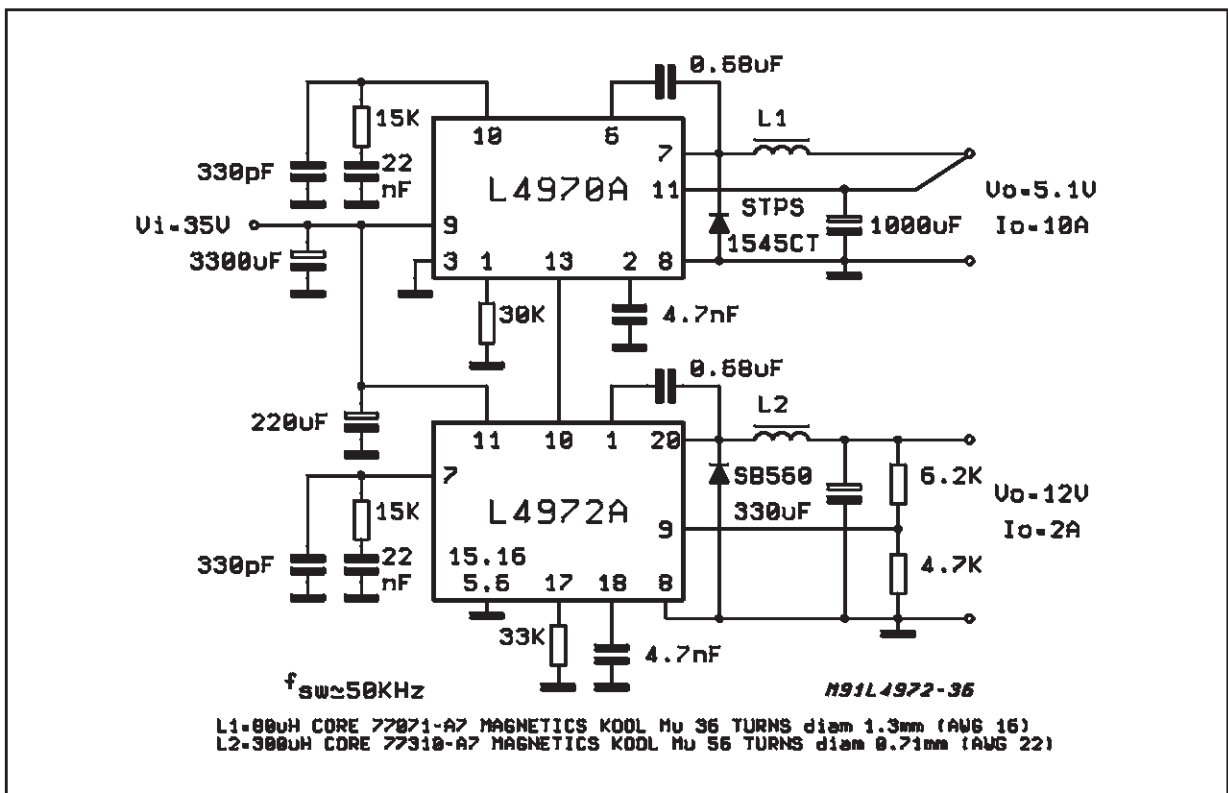 0.68uF
15K
10
6
L1
330pF
22
nF
7
L4970A
11
Vo=5.1V
Vi=35V
9
STPS
1000uF
Io=10A
1545CT
3300uF
3
1
13
2
8
30K
4.7nF
0.68uF
L2
220uF
11
10
1
20
7
SB560
6.2K
15K
L4972A
330uF
Vo=12V
9
Io=2A
330pF
22
nF
15.16
4.7K
5.6
17
18
8
33K
4.7nF
fsw≃50KHz
M91L4972-36
L1=80uH CORE 77071-A7 MAGNETICS KOOL Mu 36 TURNS diam 1.3mm (AWG 16)
L2=300uH CORE 77310-A7 MAGNETICS KOOL Mu 56 TURNS diam 0.71mm (AWG 22)